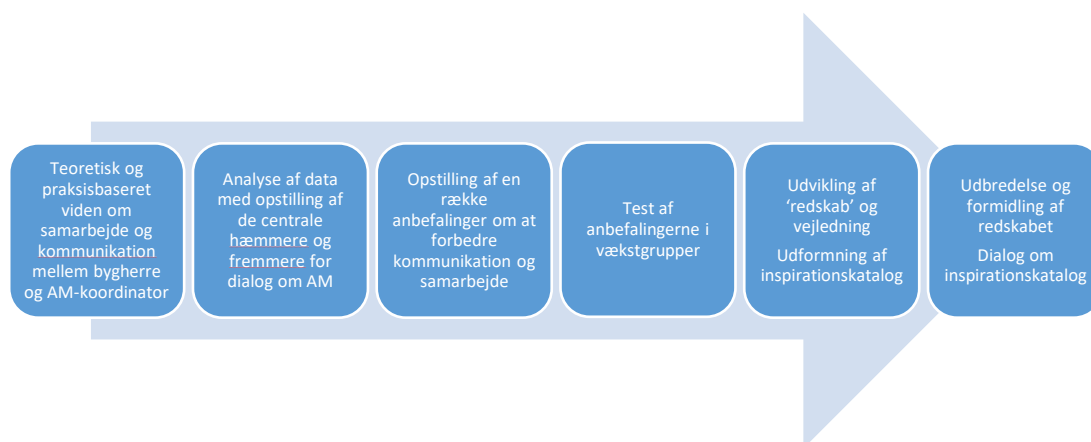 Teoretisk og
praksisbaseret
viden om
samarbejde og
kommunikation
mellem bygherre
og AM-koordinator
Analyse af data
med opstilling af
de centrale
hæmmere og
fremmere for
dialog om AM
Opstilling af en
række
anbefalinger om at
forbedre
kommunikation og
samarbejde
Test af
anbefalingerne i
vækstgrupper
Udvikling af
‘redskab’ og
vejledning
Udformning af
inspirationskatalog
Udbredelse og
formidling af
redskabet
Dialog om
inspirationskatalog